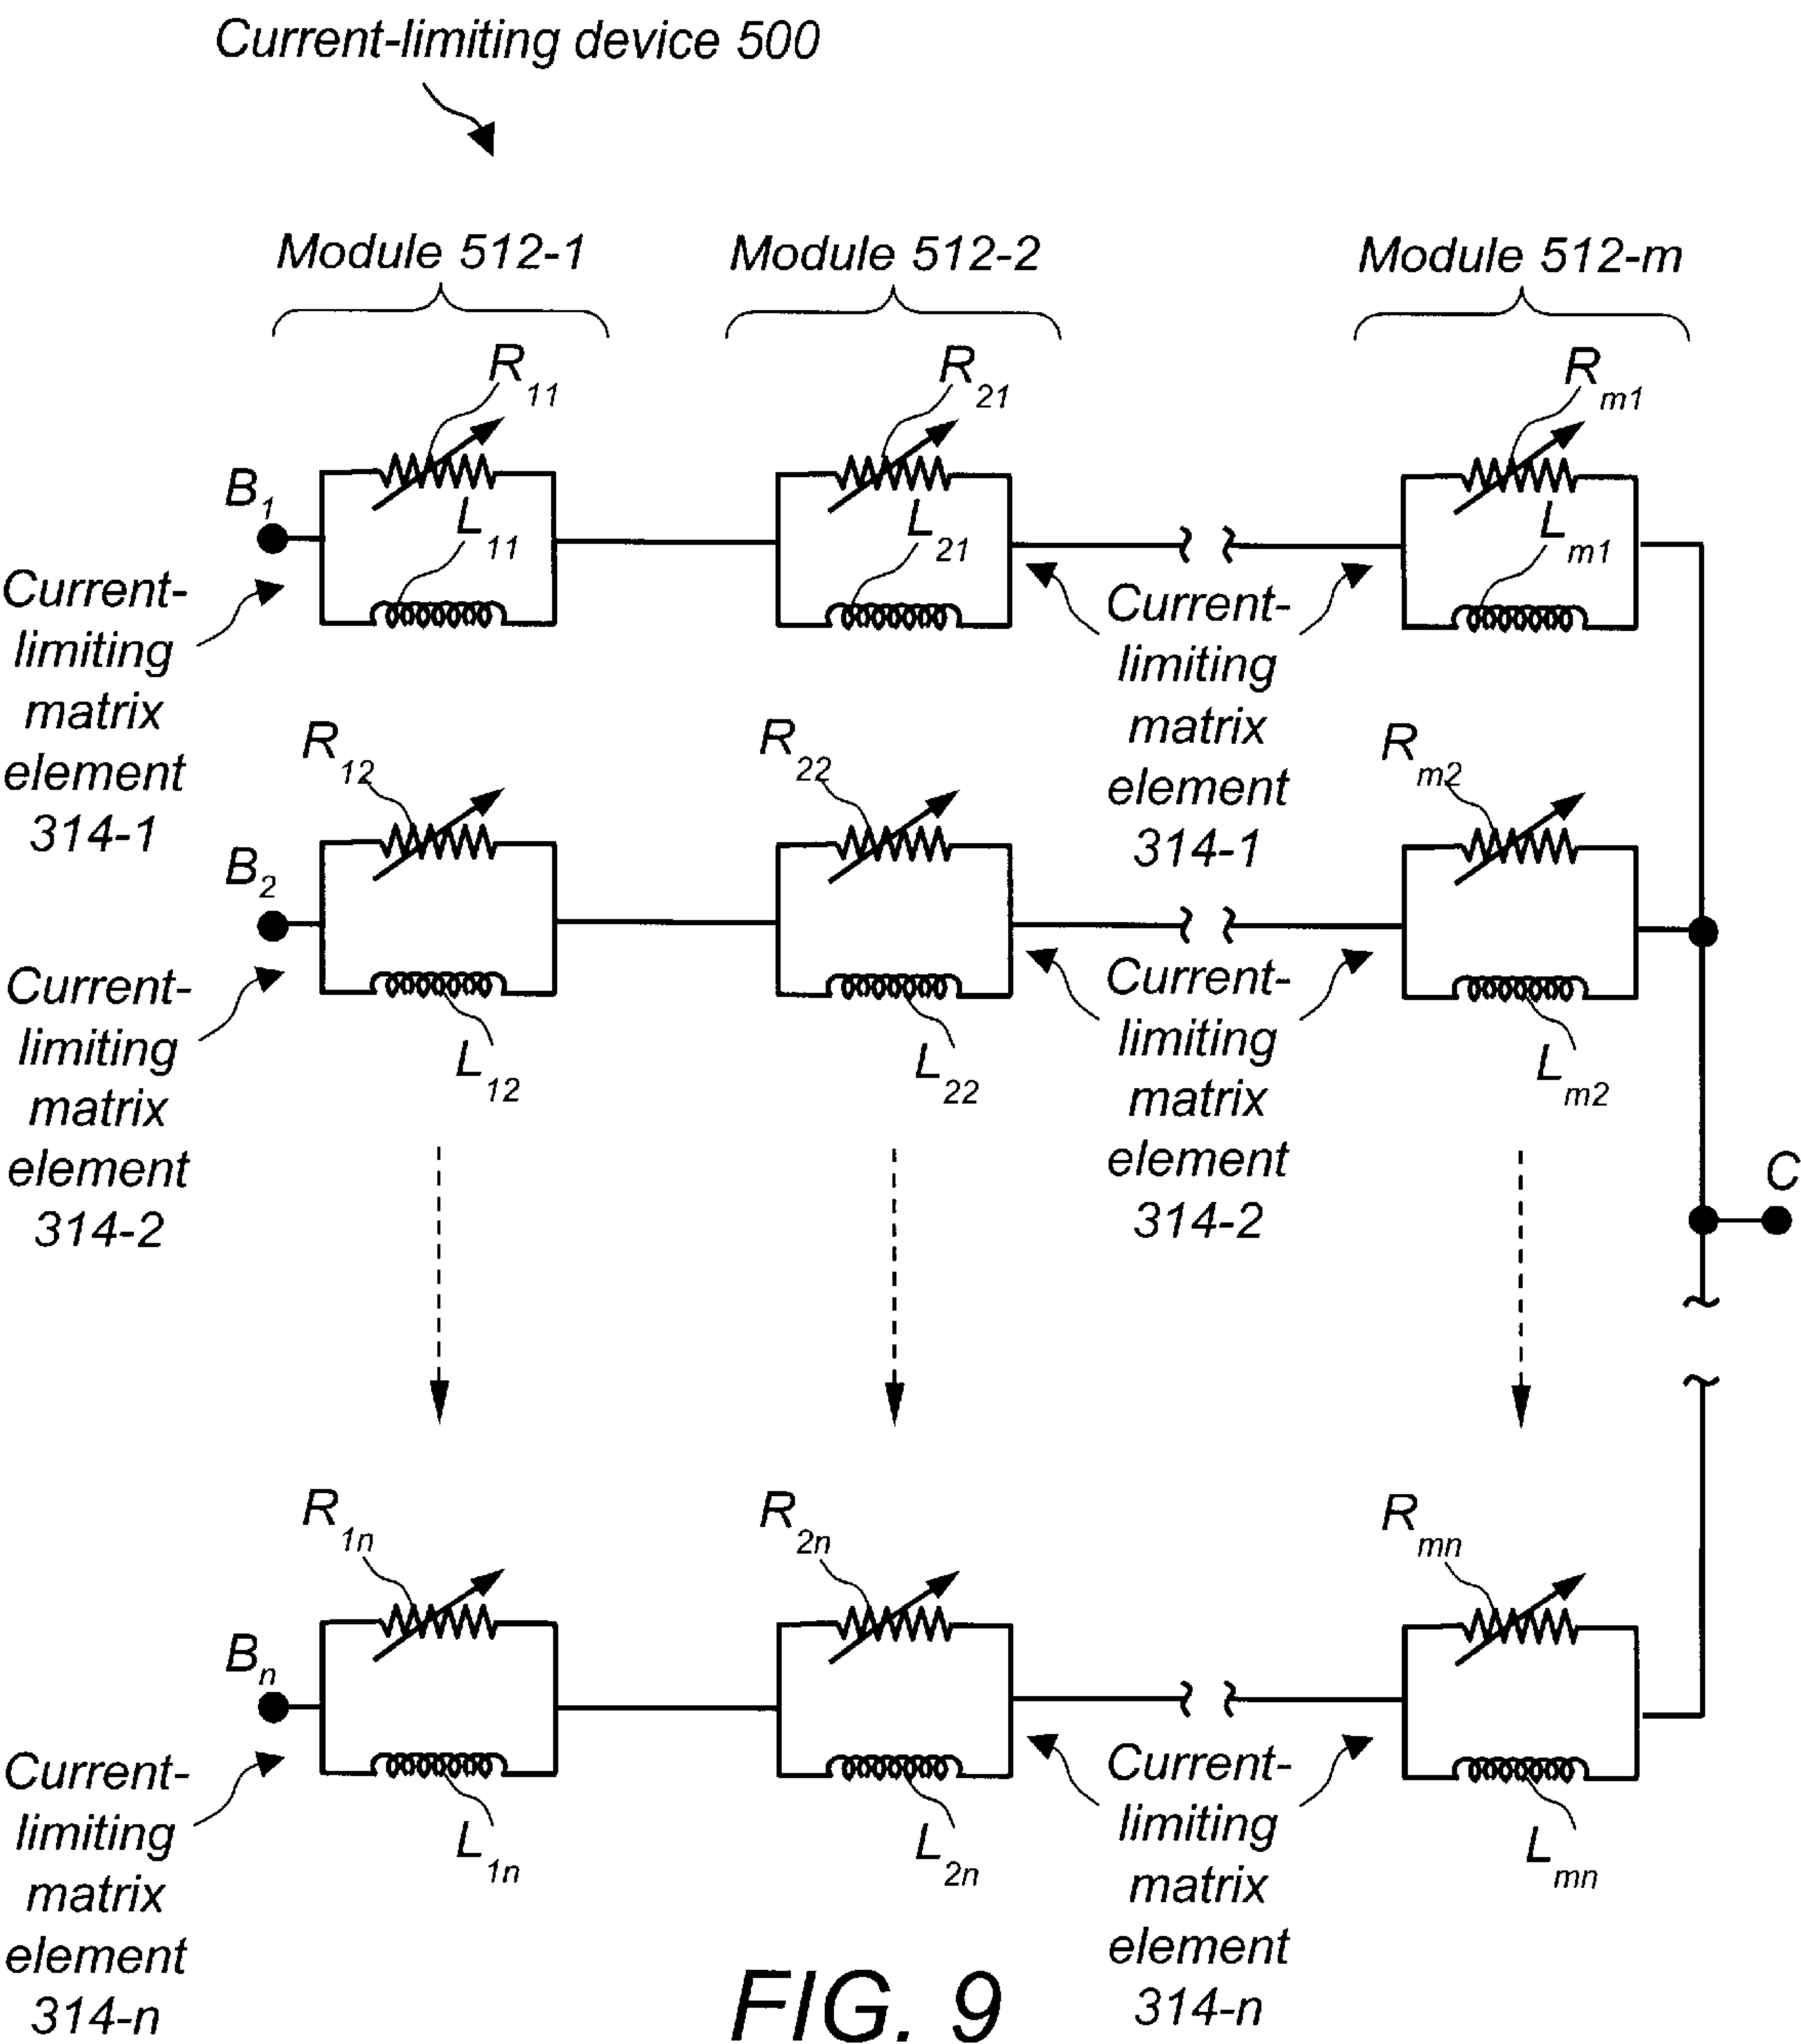 Current-limiting device 500
Module 512-1
Module 512-2
Module 512-m
R11
R21
Rm1
B1
L11
L21
Lm1
Current-
limiting
matrix
element
314-1
Current-
limiting
matrix
element
314-1
R12
R22
Rm2
B2
L12
L22
Lm2
Current-
limiting
matrix
element
314-2
Current-
limiting
matrix
element
314-2
C
R1n
R2n
Rmn
Bn
L1n
L2n
Lmn
Current-
limiting
matrix
element
314-n
Current-
limiting
matrix
element
314-n
FIG. 9